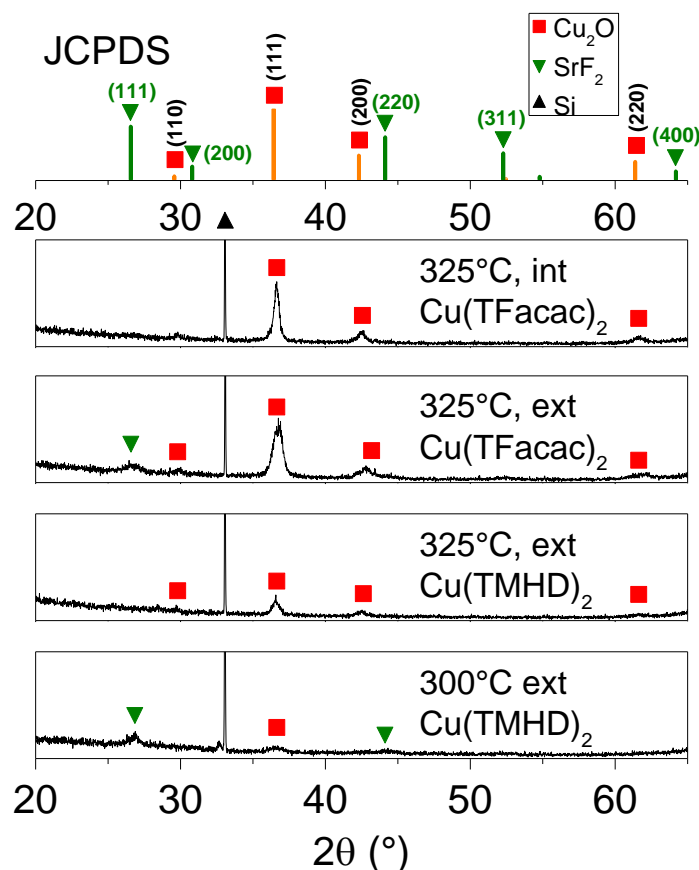 JCPDS
Cu₂O
SrF₂
Si
(111)
(110)
(200)
(111)
(200)
(220)
(311)
(220)
(400)
20 30 40 50 60
325°C, int
Cu(TFacac)₂
325°C, ext
Cu(TFacac)₂
325°C, ext
Cu(TMHD)₂
300°C ext
Cu(TMHD)₂
20 30 40 50 60
2θ (°)